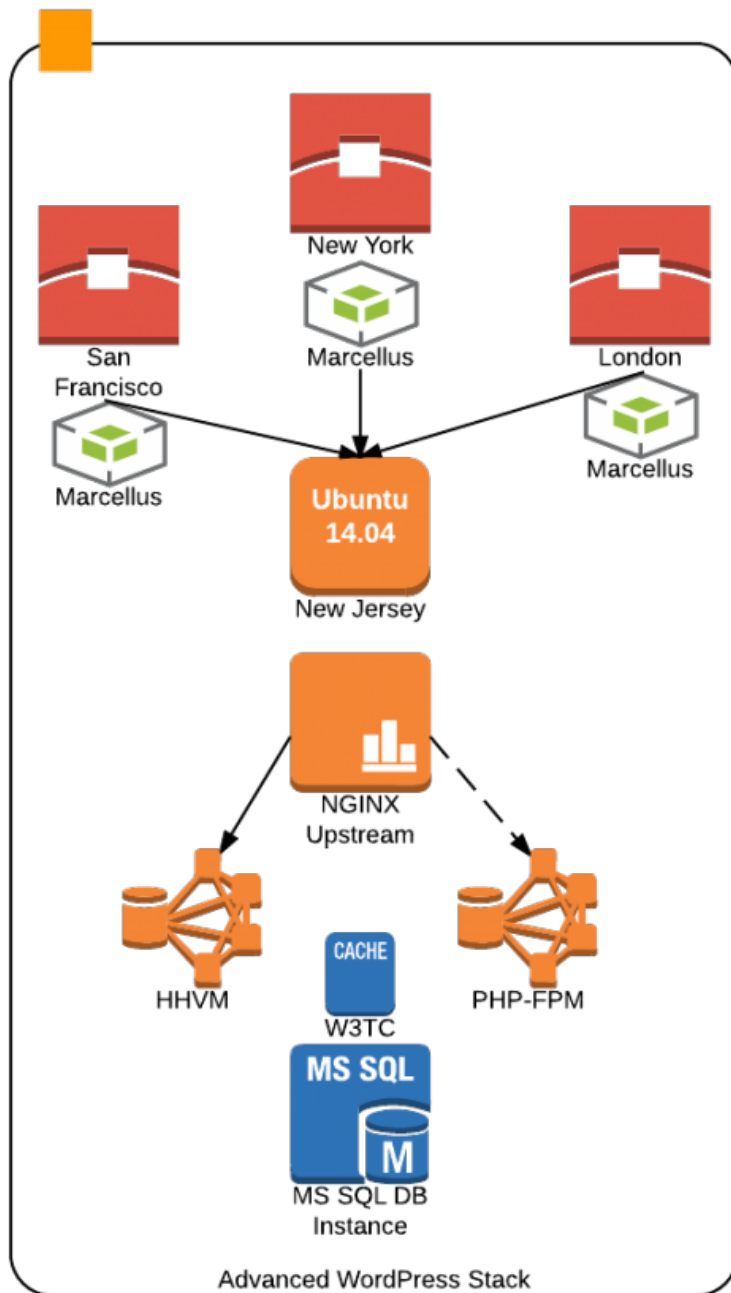 New York
Marcellus
San
Francisco
Marcellus
London
Marcellus
Ubuntu
14.04
New Jersey
NGINX
Upstream
HHVM
PHP-FPM
CACHE
W3TC
MS SQL
M
MS SQL DB
Instance
Advanced WordPress Stack